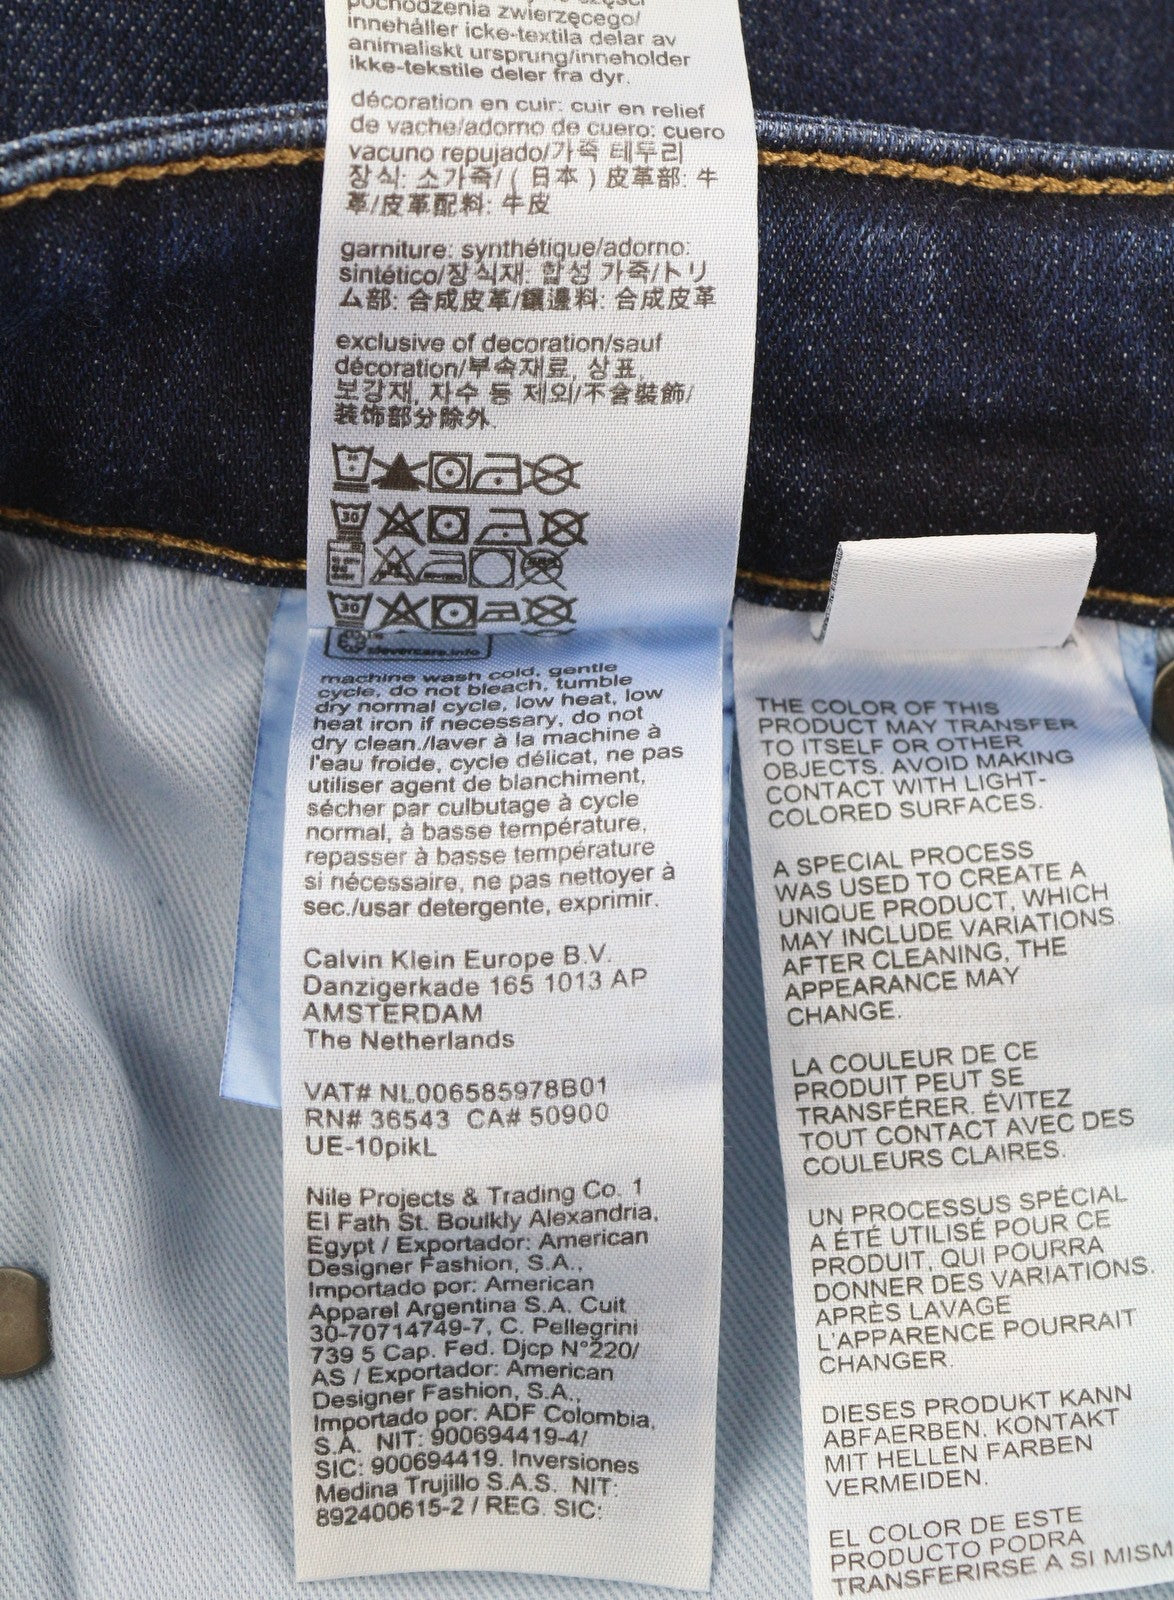 pochodzenia zwierzęcego/
innehåller icke-textila delar av
animaliskt ursprung/inneholder
ikke-tekstile deler fra dyr.
décoration en cuir: cuir en relief
de vache/adorno de cuero: cuero
vacuno repujado/가죽 테두리
장식: 소가죽/ ( 日本 ) 皮革部: 牛
革/皮革配料: 牛皮
garniture: synthétique/adorno:
sintético/장식재: 합성 가죽/トリ
ム部: 合成皮革/鑲邊料: 合成皮革
exclusive of decoration/sauf
décoration/부속재료, 상표,
보강재, 자수 등 제외/不含裝飾/
装饰部分除外.
30
30
clevercare.info
machine wash cold, gentle
cycle, do not bleach, tumble
dry normal cycle, low heat, low
heat iron if necessary, do not
dry clean./laver à la machine à
l'eau froide, cycle délicat, ne pas
utiliser agent de blanchiment,
sécher par culbutage à cycle
normal, à basse température,
repasser à basse température
si nécessaire, ne pas nettoyer à
sec./usar detergente, exprimir.
Calvin Klein Europe B.V.
Danzigerkade 165 1013 AP
AMSTERDAM
The Netherlands
VAT# NL006585978B01
RN# 36543 CA# 50900
UE-10pikL
Nile Projects & Trading Co. 1
El Fath St. Boulkly Alexandria,
Egypt / Exportador: American
Designer Fashion, S.A.,
Importado por: American
Apparel Argentina S.A. Cuit
30-70714749-7, C. Pellegrini
739 5 Cap. Fed. Djcp N°220/
AS / Exportador: American
Designer Fashion, S.A.,
Importado por: ADF Colombia,
S.A. NIT: 900694419-4/
SIC: 900694419. Inversiones
Medina Trujillo S.A.S. NIT:
892400615-2 / REG. SIC:
THE COLOR OF THIS
PRODUCT MAY TRANSFER
TO ITSELF OR OTHER
OBJECTS. AVOID MAKING
CONTACT WITH LIGHT-
COLORED SURFACES.
A SPECIAL PROCESS
WAS USED TO CREATE A
UNIQUE PRODUCT, WHICH
MAY INCLUDE VARIATIONS.
AFTER CLEANING, THE
APPEARANCE MAY
CHANGE.
LA COULEUR DE CE
PRODUIT PEUT SE
TRANSFÉRER. ÉVITEZ
TOUT CONTACT AVEC DES
COULEURS CLAIRES.
UN PROCESSUS SPÉCIAL
A ÉTÉ UTILISÉ POUR CE
PRODUIT, QUI POURRA
DONNER DES VARIATIONS.
APRÈS LAVAGE
L'APPARENCE POURRAIT
CHANGER.
DIESES PRODUKT KANN
ABFAERBEN. KONTAKT
MIT HELLEN FARBEN
VERMEIDEN.
EL COLOR DE ESTE
PRODUCTO PODRA
TRANSFERIRSE A SI MISM